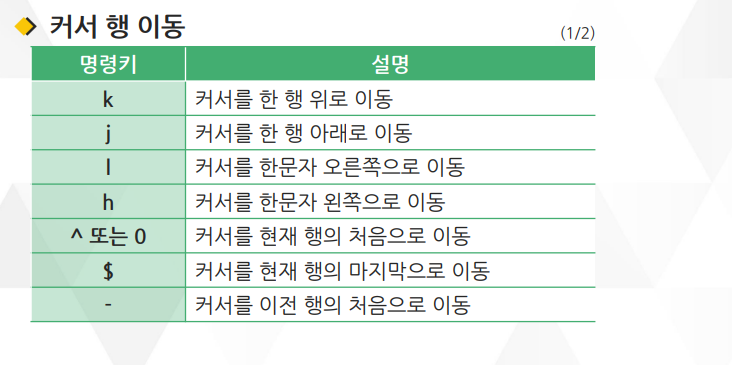 커서 행 이동
(1/2)
명령키 설명
k 커서를 한 행 위로 이동
j 커서를 한 행 아래로 이동
l 커서를 한문자 오른쪽으로 이동
h 커서를 한문자 왼쪽으로 이동
^ 또는 0 커서를 현재 행의 처음으로 이동
$ 커서를 현재 행의 마지막으로 이동
- 커서를 이전 행의 처음으로 이동